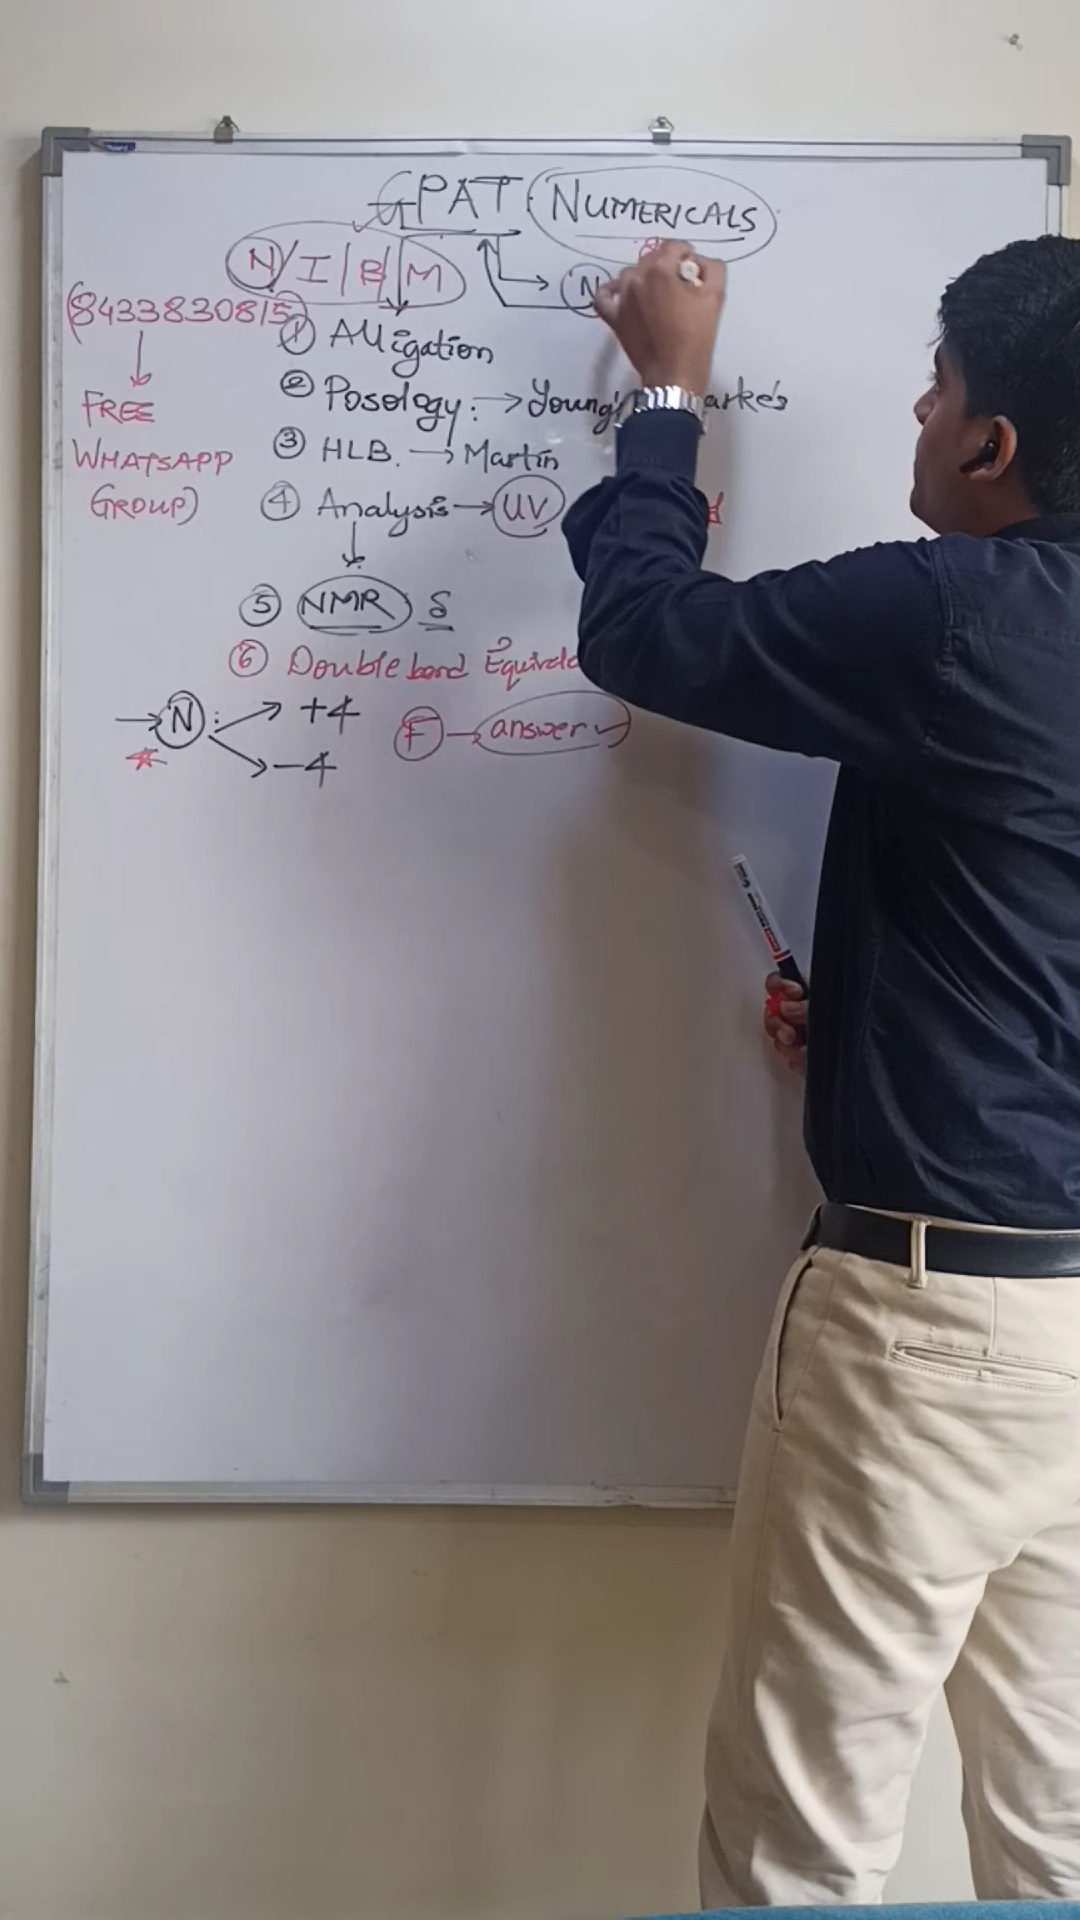 GPAT NUMERICALS
N/I/B/M
N
(8433830815)
FREE
WHATSAPP
GROUP)
① Alligation
② Posology: → Young's
③ HLB. → Martin
④ Analysis → UV
⑤ NMR δ
⑥ Double bond
→ N : → +4
→ -4
F → answer